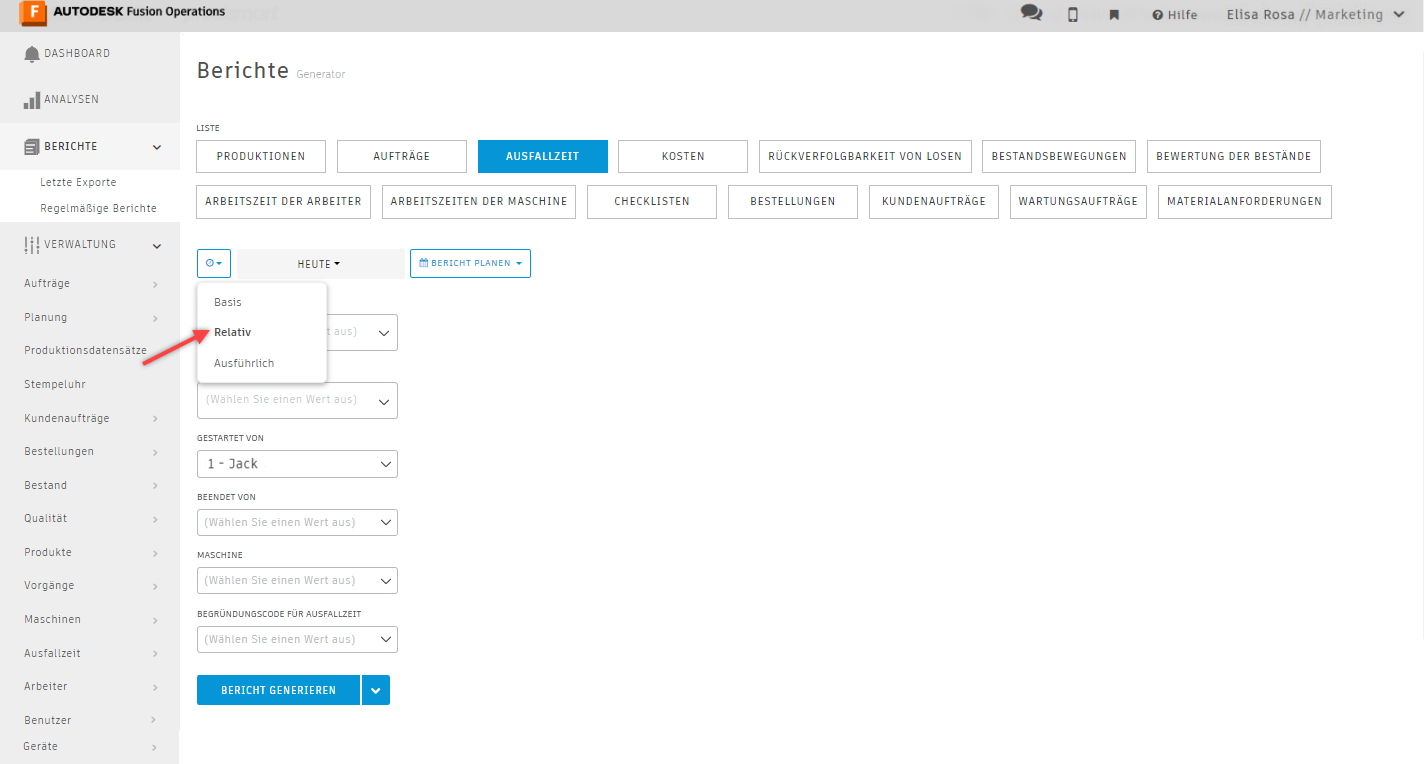 AUTODESK Fusion Operations
Hilfe
Elisa Rosa // Marketing
DASHBOARD
ANALYSEN
BERICHTE
Letzte Exporte
Regelmäßige Berichte
VERWALTUNG
Aufträge
Planung
Produktionsdatensätze
Stempeluhr
Kundenaufträge
Bestellungen
Bestand
Qualität
Produkte
Vorgänge
Maschinen
Ausfallzeit
Arbeiter
Benutzer
Geräte
Berichte Generator
LISTE
PRODUKTIONEN
AUFTRÄGE
AUSFALLZEIT
KOSTEN
RÜCKVERFOLGBARKEIT VON LOSEN
BESTANDSBEWEGUNGEN
BEWERTUNG DER BESTÄNDE
ARBEITSZEIT DER ARBEITER
ARBEITSZEITEN DER MASCHINE
CHECKLISTEN
BESTELLUNGEN
KUNDENAUFTRÄGE
WARTUNGSAUFTRÄGE
MATERIALANFORDERUNGEN
HEUTE
BERICHT PLANEN
Basis
Relativ
Ausführlich
t aus)
(Wählen Sie einen Wert aus)
GESTARTET VON
1 - Jack
BEENDET VON
(Wählen Sie einen Wert aus)
MASCHINE
(Wählen Sie einen Wert aus)
BEGRÜNDUNGSCODE FÜR AUSFALLZEIT
(Wählen Sie einen Wert aus)
BERICHT GENERIEREN